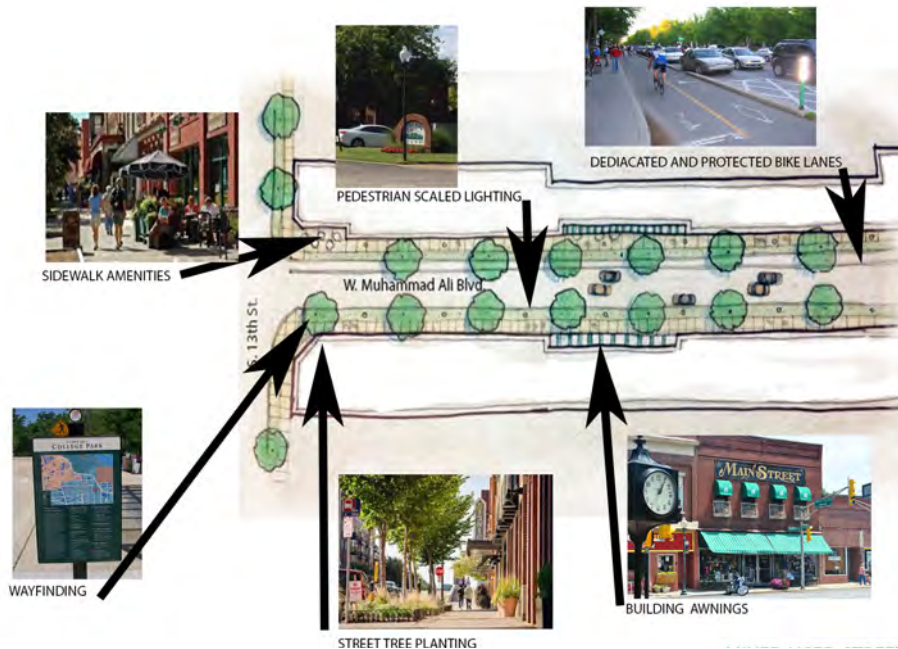 DEDIACATED AND PROTECTED BIKE LANES
PEDESTRIAN SCALED LIGHTING
SIDEWALK AMENITIES
W. Muhammad Ali Blvd.
S. 13th St.
COLLEGE PARK
MAIN STREET
WAYFINDING
BUILDING AWNINGS
STREET TREE PLANTING